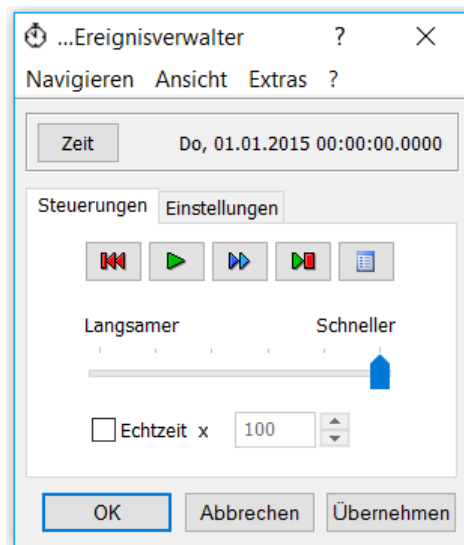 ...Ereignisverwalter ?
Navigieren Ansicht Extras ?
Zeit Do, 01.01.2015 00:00:00.0000
Steuerungen Einstellungen
Langsamer Schneller
Echtzeit x 100
OK Abbrechen Übernehmen